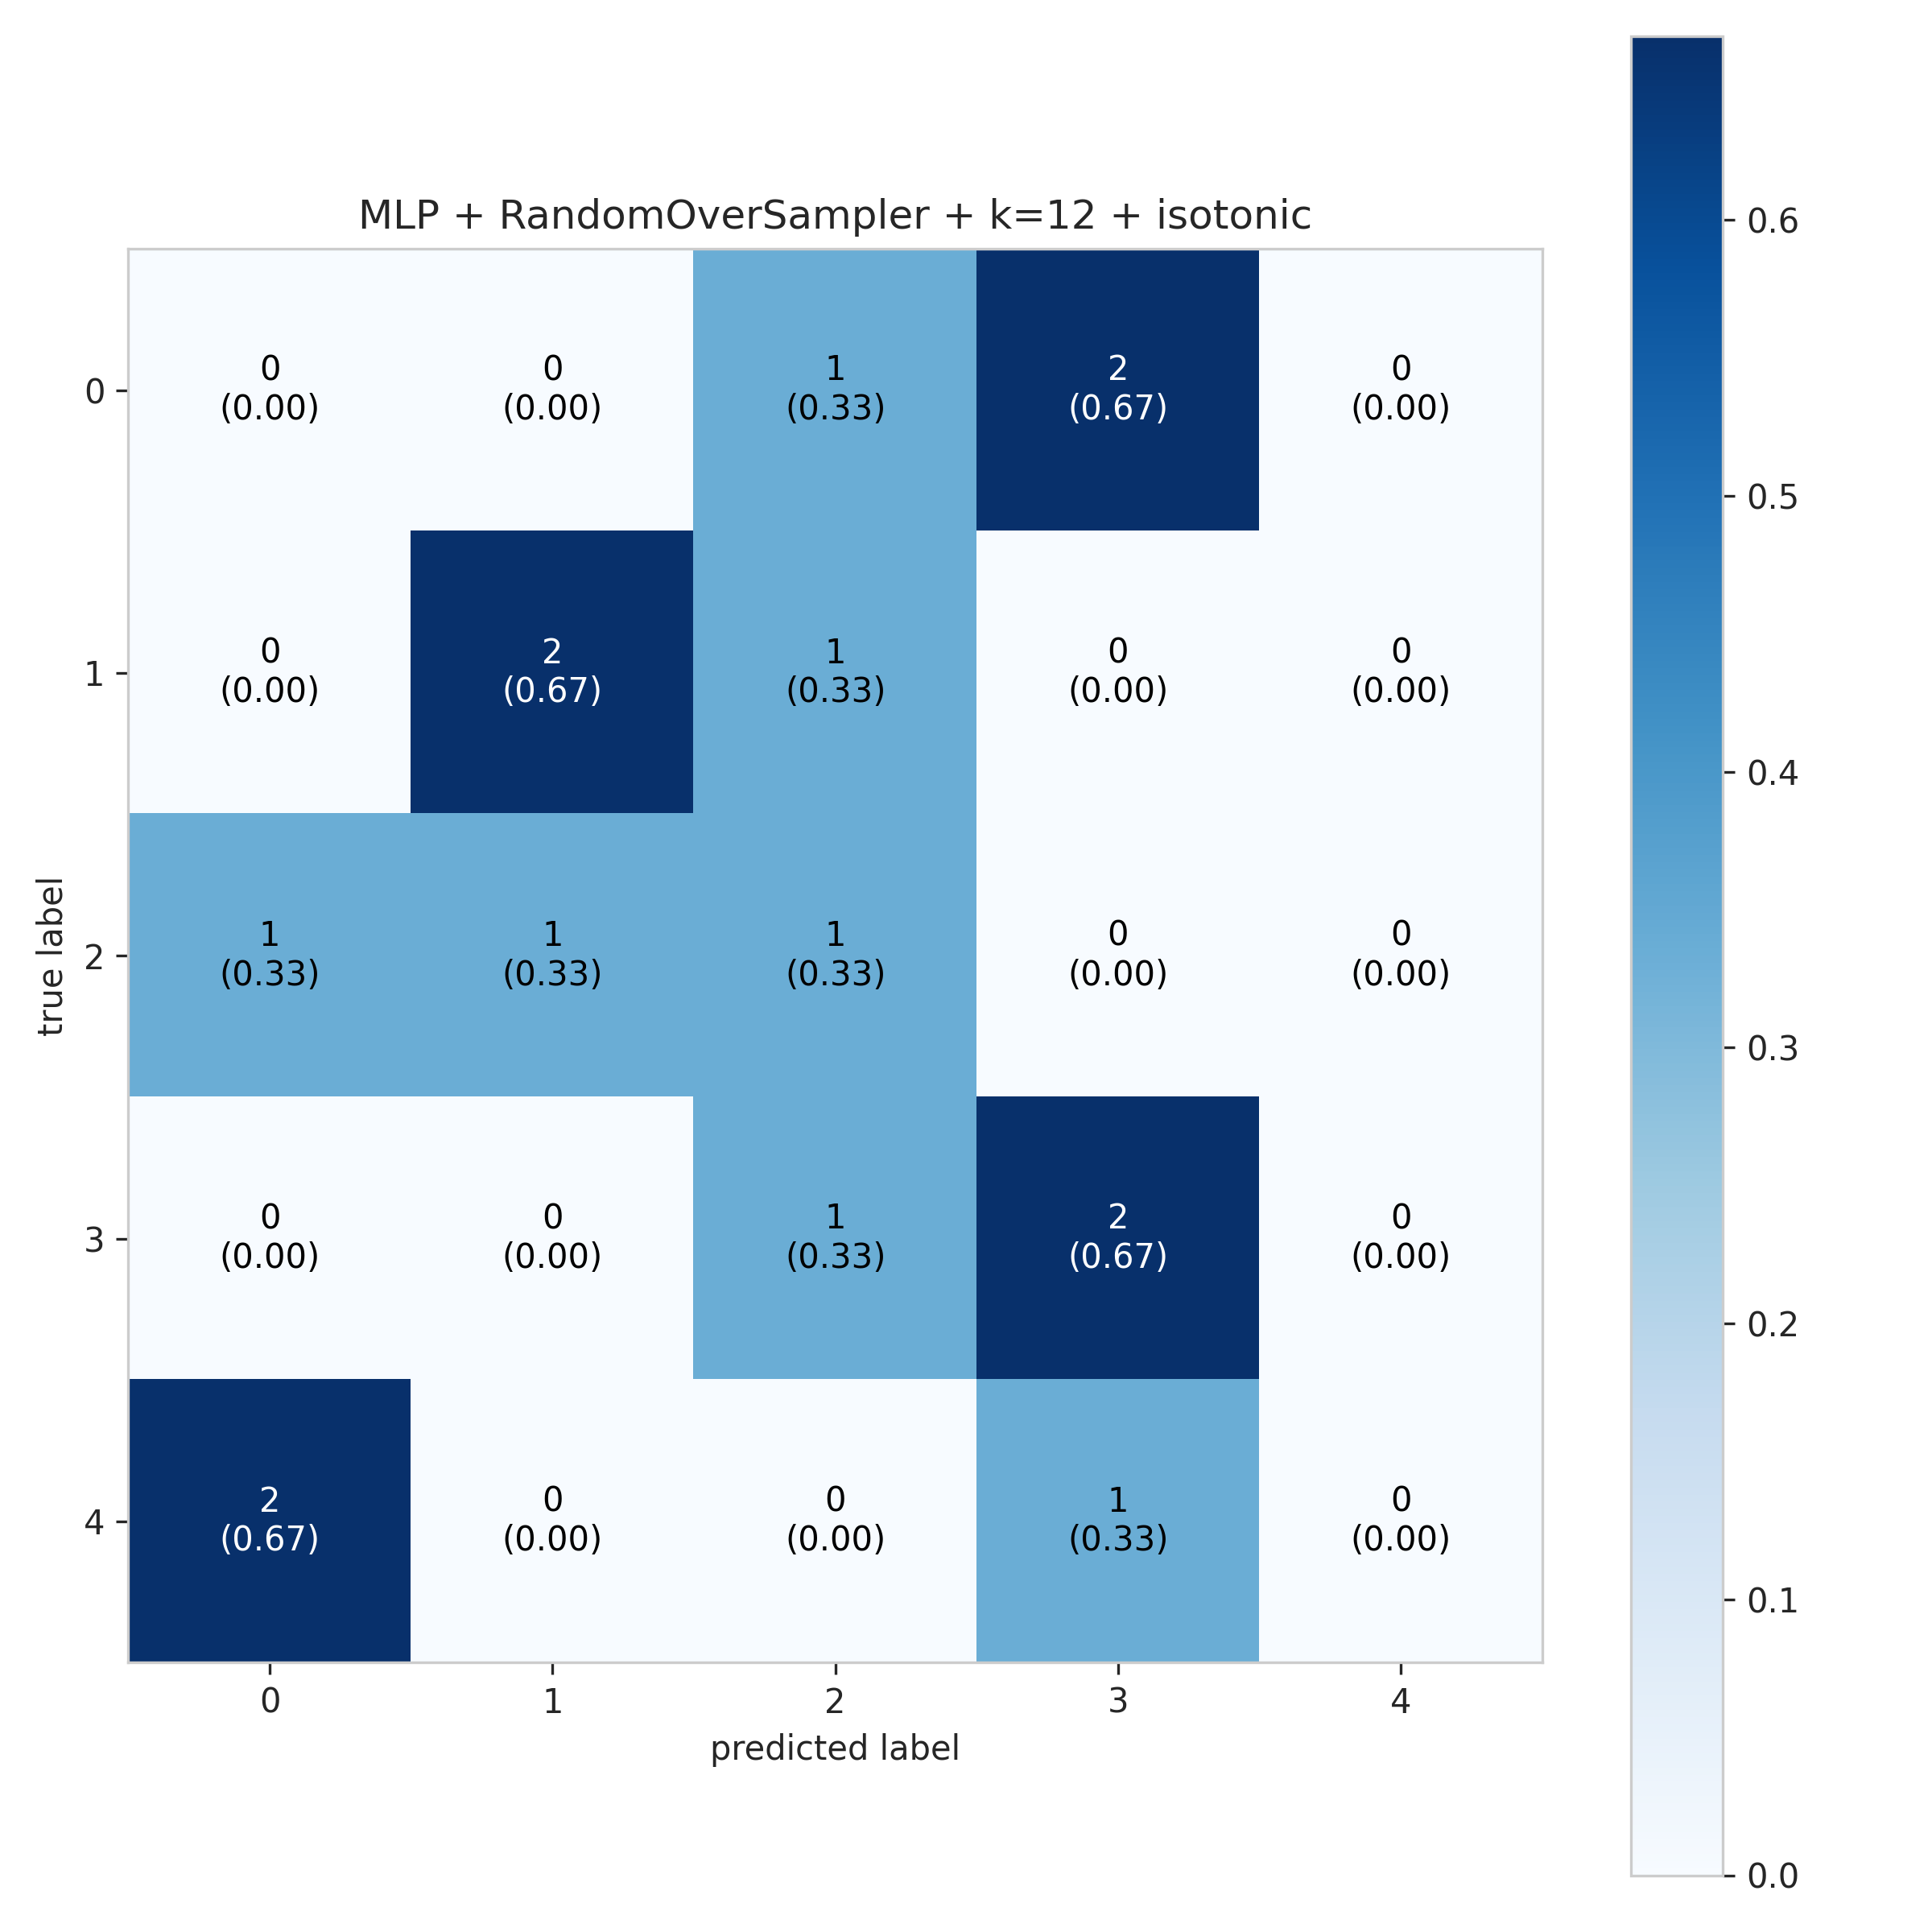 MLP + RandomOverSampler + k=12 + isotonic
0 0 1 2 0
(0.00) (0.00) (0.33) (0.67) (0.00)
0
0 2 1 0 0
(0.00) (0.67) (0.33) (0.00) (0.00)
1
1 1 1 0 0
(0.33) (0.33) (0.33) (0.00) (0.00)
2
0 0 1 2 0
(0.00) (0.00) (0.33) (0.67) (0.00)
3
2 0 0 1 0
(0.67) (0.00) (0.00) (0.33) (0.00)
4
true label
0 1 2 3 4
predicted label
0.6
0.5
0.4
0.3
0.2
0.1
0.0